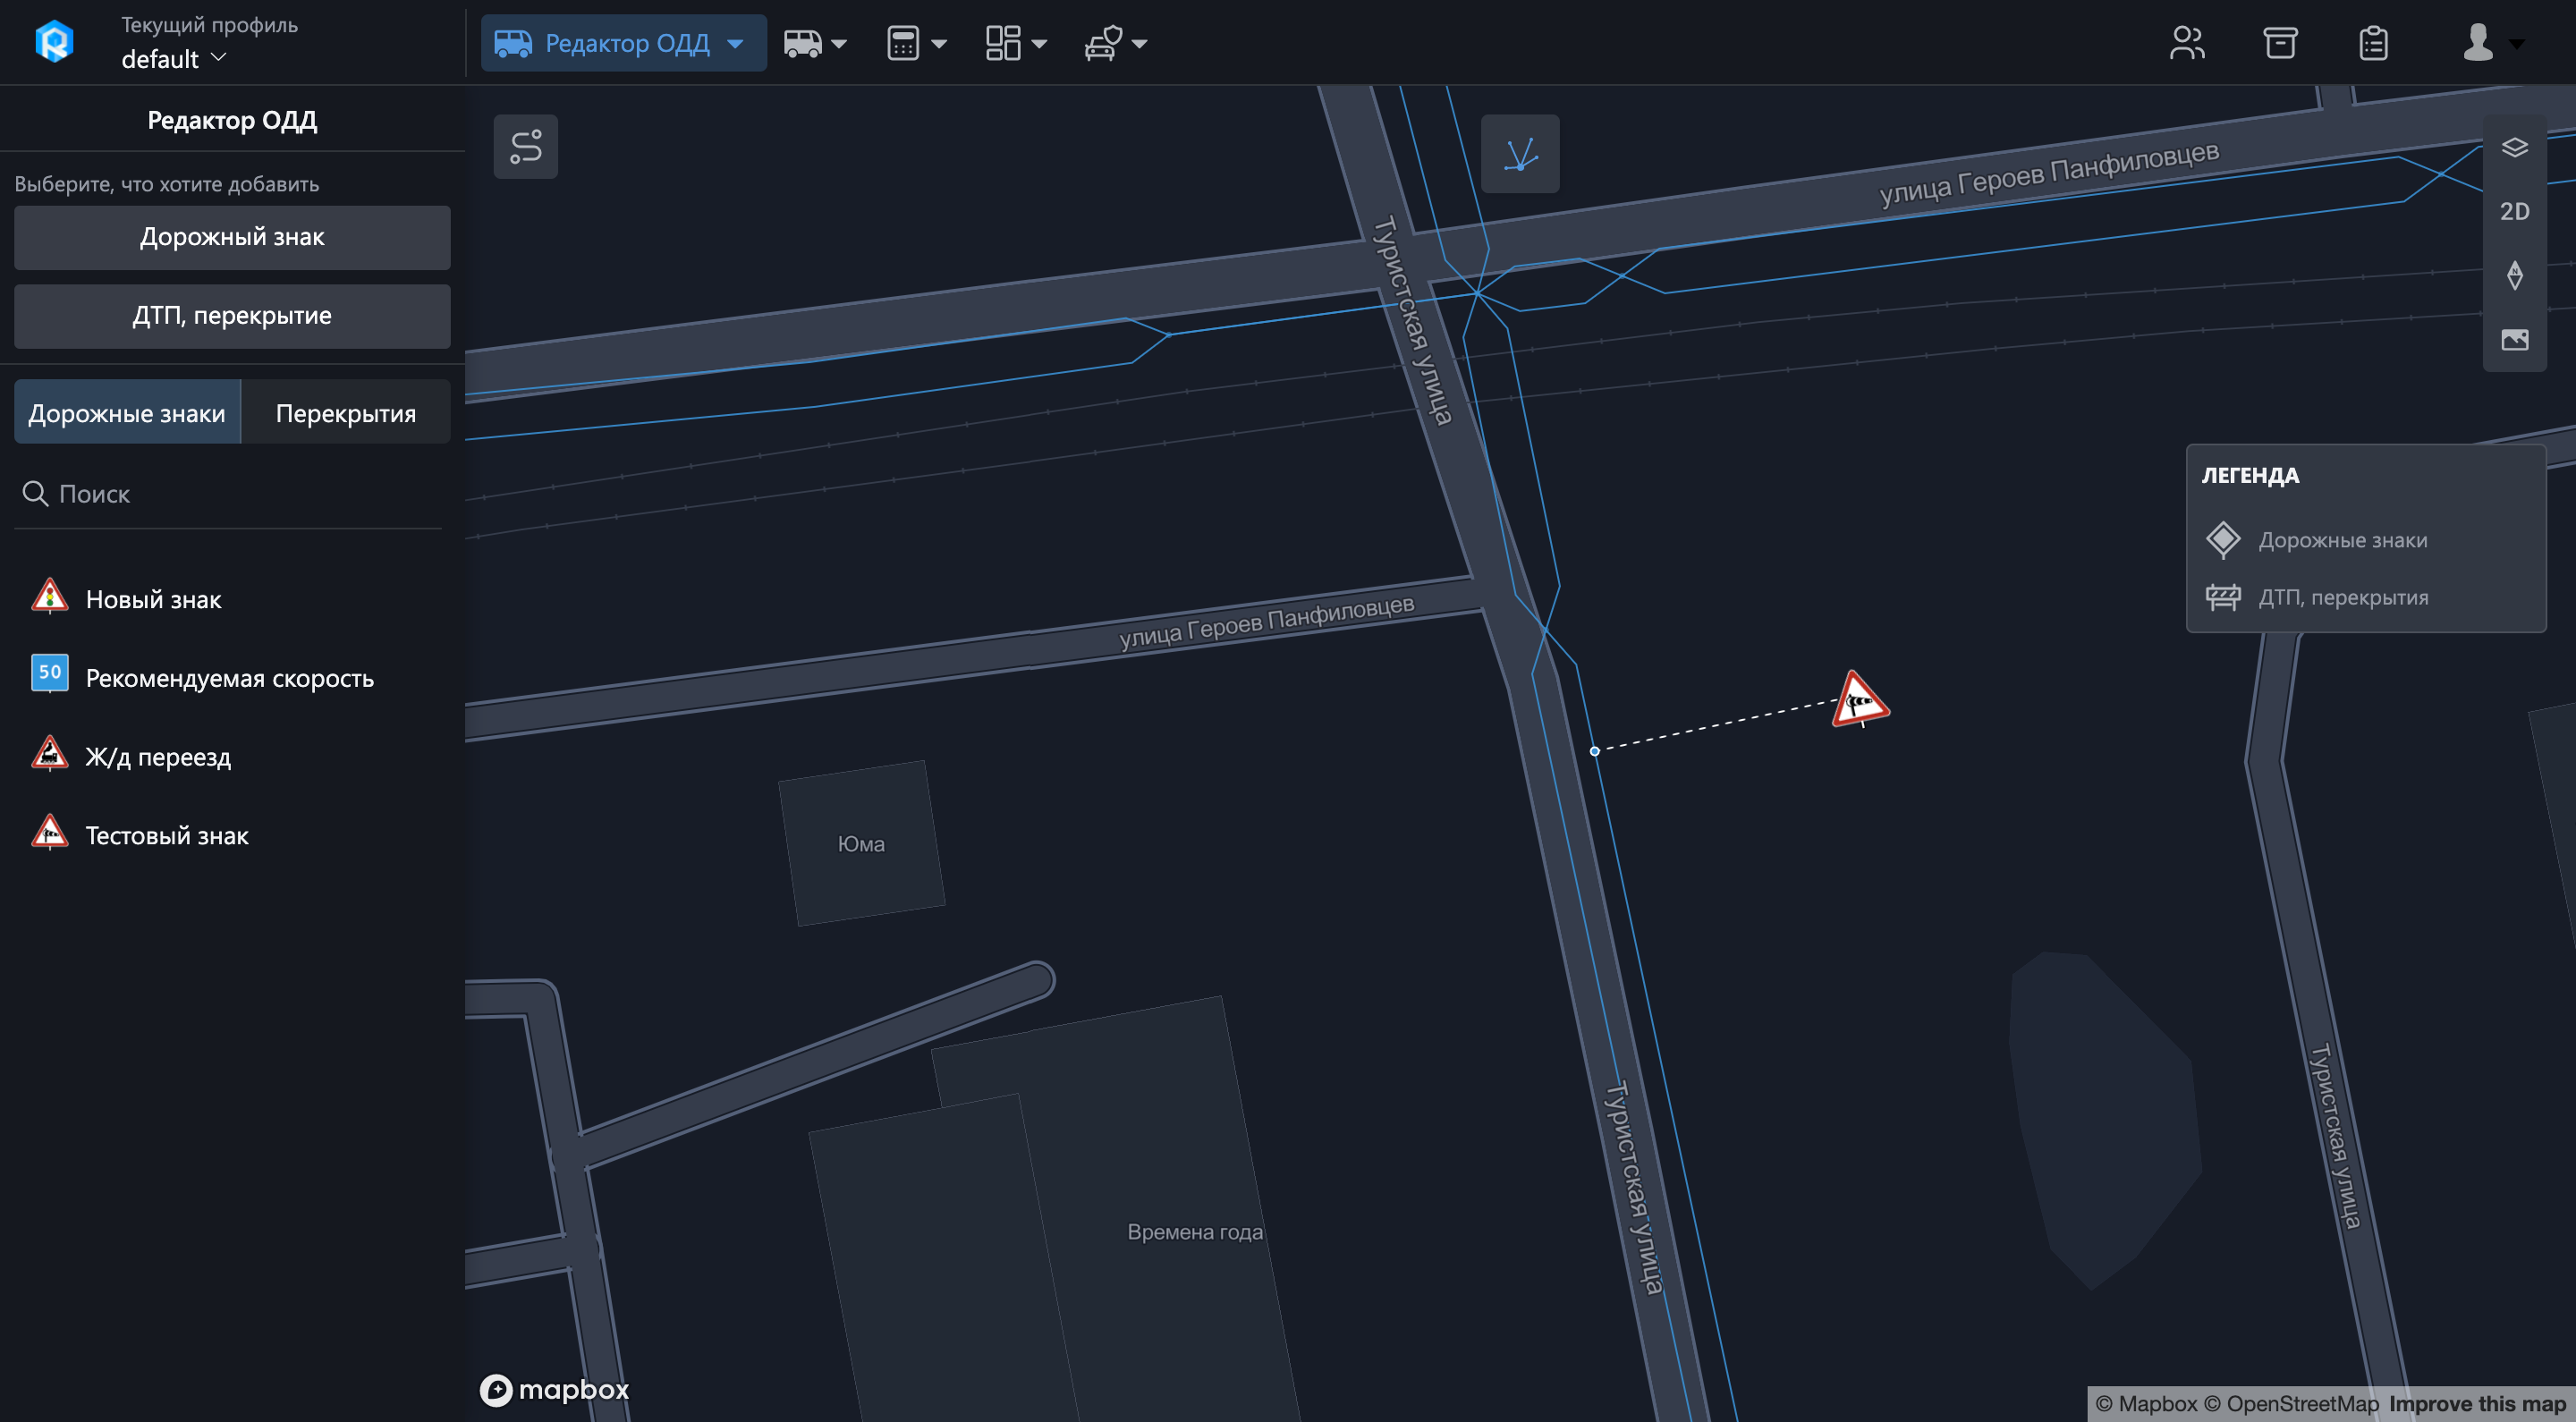 Текущий профиль
default
Редактор ОДД
Редактор ОДД
Выберите, что хотите добавить
Дорожный знак
ДТП, перекрытие
Дорожные знаки
Перекрытия
Поиск
Новый знак
50
Рекомендуемая скорость
Ж/д переезд
Тестовый знак
улица Героев Панфиловцев
Туристская улица
2D
N
ЛЕГЕНДА
Дорожные знаки
ДТП, перекрытия
улица Героев Панфиловцев
Юма
Времена года
Туристская улица
Туристская улица
mapbox
© Mapbox © OpenStreetMap Improve this map